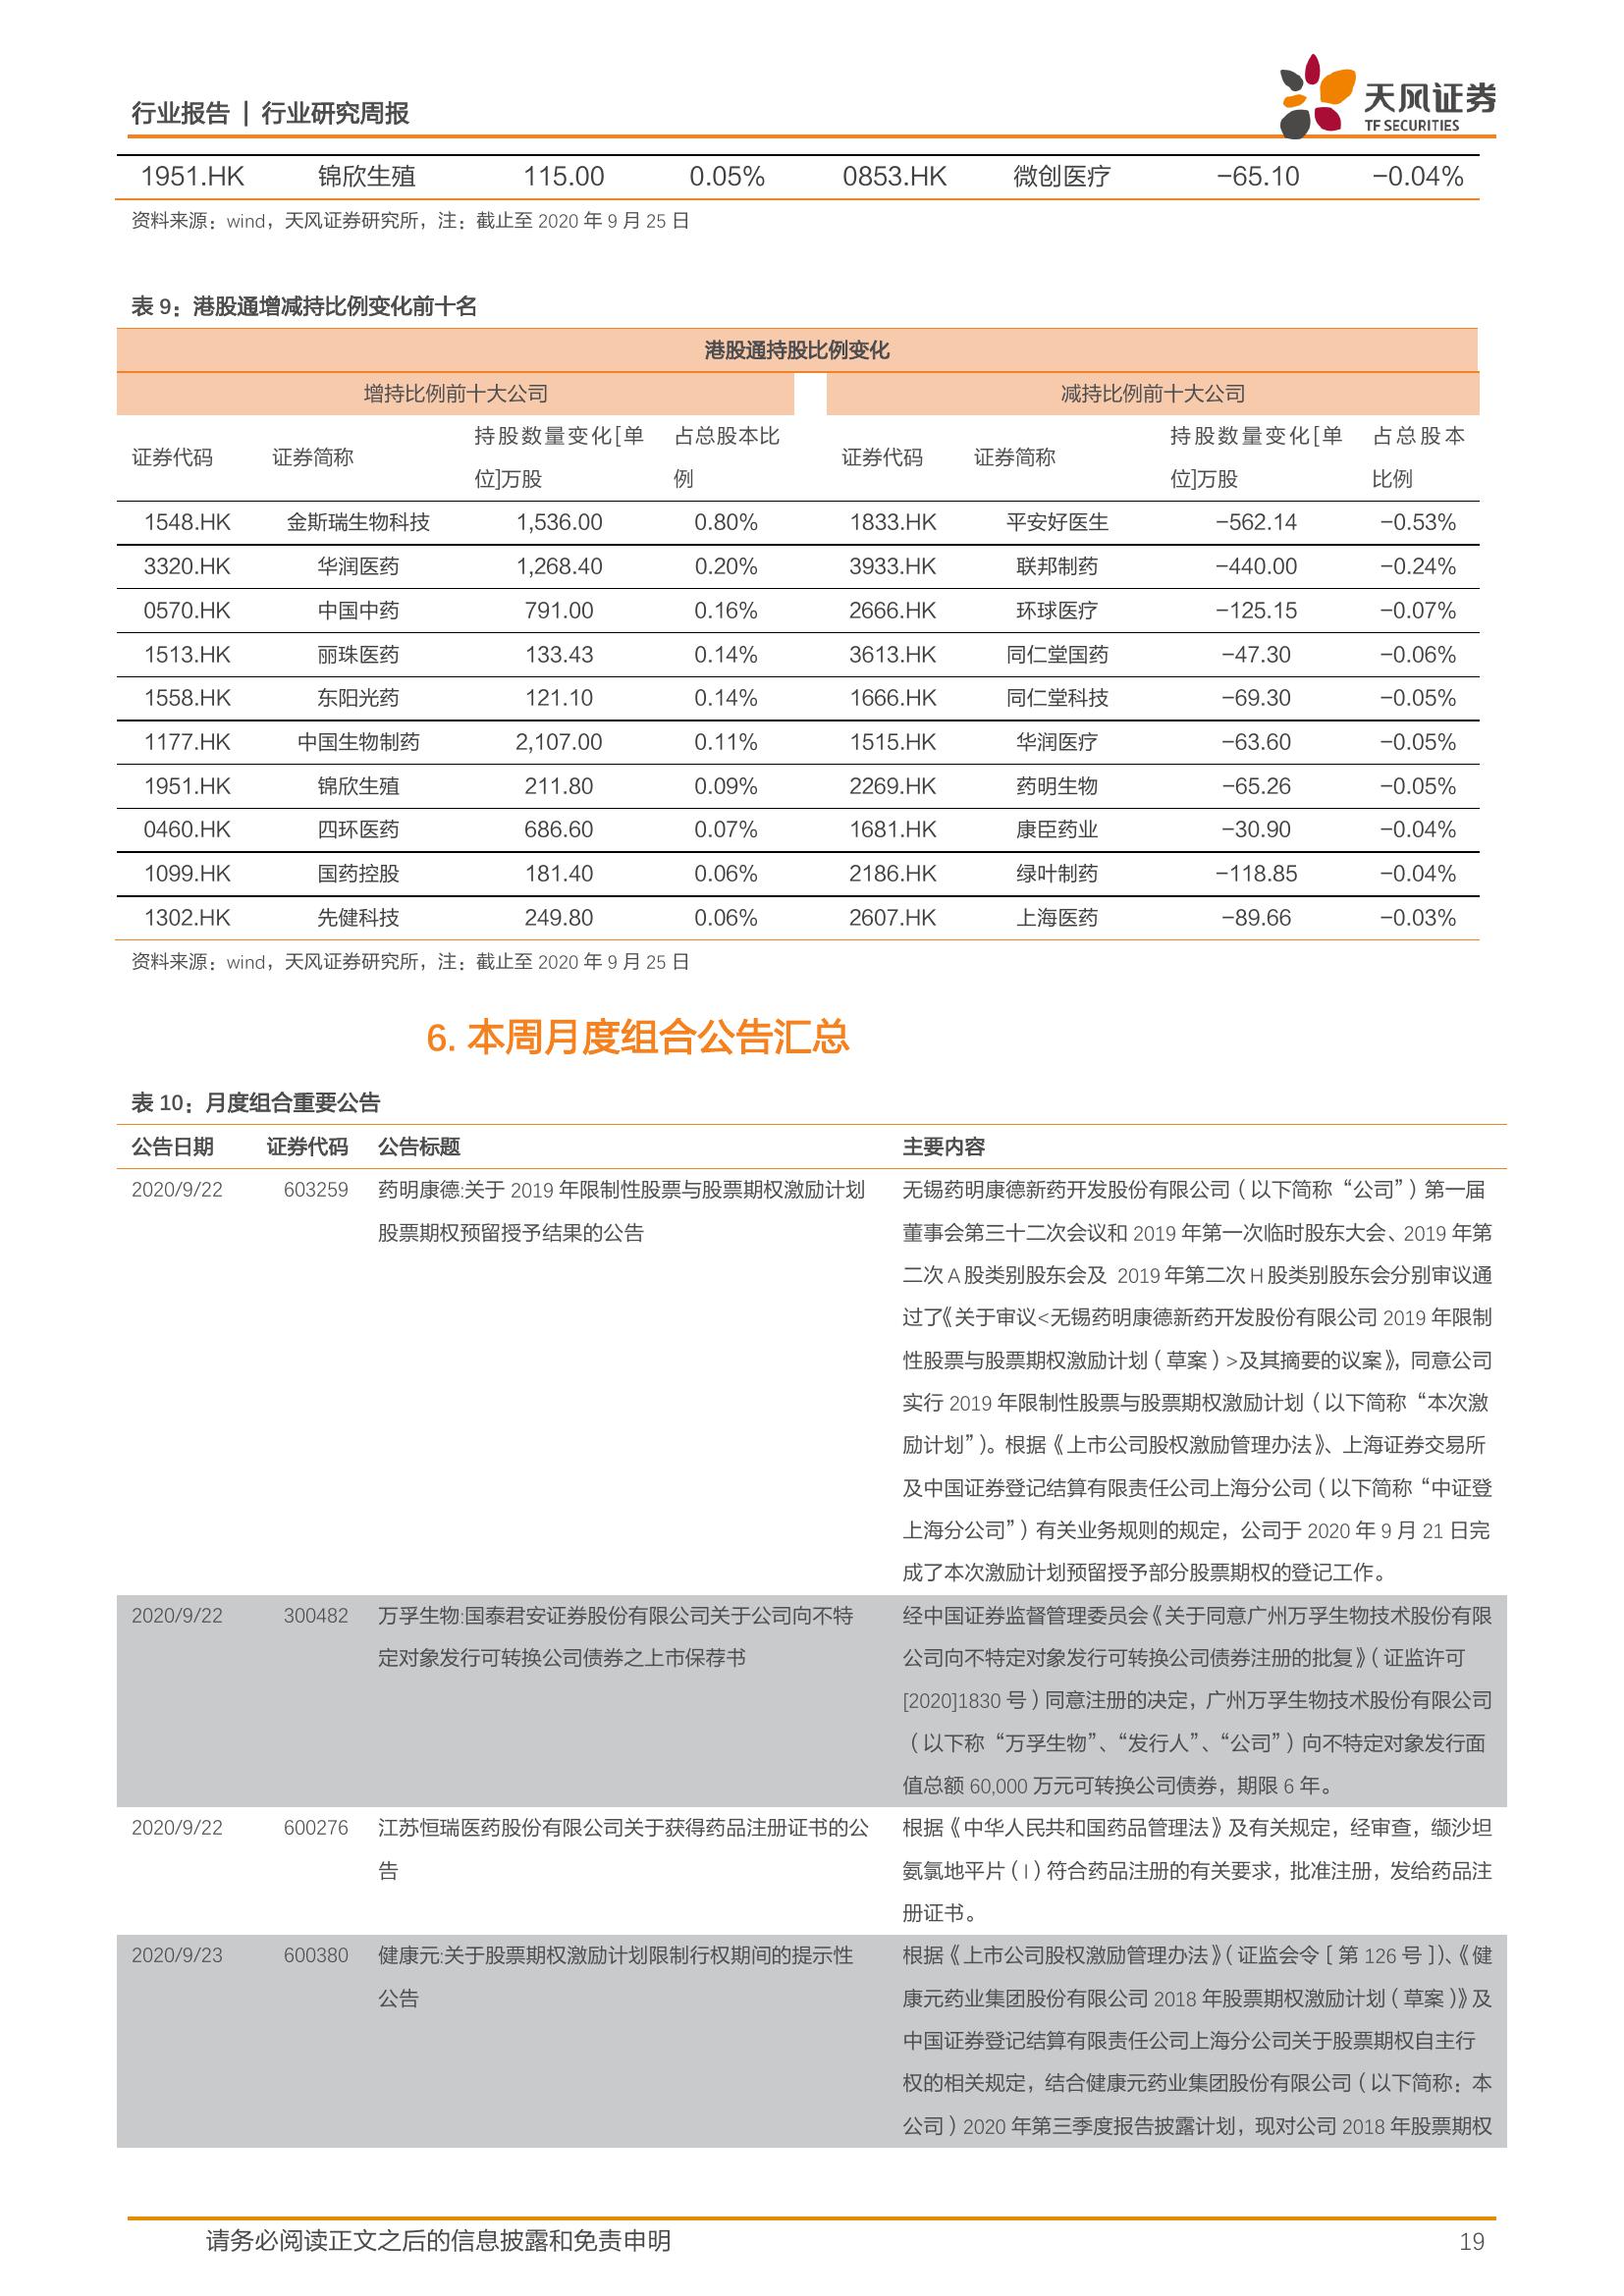 行业报告 | 行业研究周报
天风证券
TF SECURITIES
1951.HK 锦欣生殖 115.00 0.05% 0853.HK 微创医疗 -65.10 -0.04%
资料来源：wind，天风证券研究所，注：截止至 2020 年 9 月 25 日
表 9：港股通增减持比例变化前十名
港股通持股比例变化
增持比例前十大公司 减持比例前十大公司
证券代码 证券简称 持股数量变化[单位]万股 占总股本比例 证券代码 证券简称 持股数量变化[单位]万股 占总股本比例
1548.HK 金斯瑞生物科技 1,536.00 0.80% 1833.HK 平安好医生 -562.14 -0.53%
3320.HK 华润医药 1,268.40 0.20% 3933.HK 联邦制药 -440.00 -0.24%
0570.HK 中国中药 791.00 0.16% 2666.HK 环球医疗 -125.15 -0.07%
1513.HK 丽珠医药 133.43 0.14% 3613.HK 同仁堂国药 -47.30 -0.06%
1558.HK 东阳光药 121.10 0.14% 1666.HK 同仁堂科技 -69.30 -0.05%
1177.HK 中国生物制药 2,107.00 0.11% 1515.HK 华润医疗 -63.60 -0.05%
1951.HK 锦欣生殖 211.80 0.09% 2269.HK 药明生物 -65.26 -0.05%
0460.HK 四环医药 686.60 0.07% 1681.HK 康臣药业 -30.90 -0.04%
1099.HK 国药控股 181.40 0.06% 2186.HK 绿叶制药 -118.85 -0.04%
1302.HK 先健科技 249.80 0.06% 2607.HK 上海医药 -89.66 -0.03%
资料来源：wind，天风证券研究所，注：截止至 2020 年 9 月 25 日
6. 本周月度组合公告汇总
表 10：月度组合重要公告
公告日期 证券代码 公告标题 主要内容
2020/9/22 603259 药明康德:关于 2019 年限制性股票与股票期权激励计划
股票期权预留授予结果的公告
无锡药明康德新药开发股份有限公司（以下简称“公司”）第一届
董事会第三十二次会议和 2019 年第一次临时股东大会、2019 年第
二次 A 股类别股东会及 2019 年第二次 H 股类别股东会分别审议通
过了《关于审议<无锡药明康德新药开发股份有限公司 2019 年限制
性股票与股票期权激励计划（草案）>及其摘要的议案》，同意公司
实行 2019 年限制性股票与股票期权激励计划（以下简称“本次激
励计划”）。根据《上市公司股权激励管理办法》、上海证券交易所
及中国证券登记结算有限责任公司上海分公司（以下简称“中证登
上海分公司”）有关业务规则的规定，公司于 2020 年 9 月 21 日完
成了本次激励计划预留授予部分股票期权的登记工作。
2020/9/22 300482 万孚生物:国泰君安证券股份有限公司关于公司向不特
定对象发行可转换公司债券之上市保荐书
经中国证券监督管理委员会《关于同意广州万孚生物技术股份有限
公司向不特定对象发行可转换公司债券注册的批复》（证监许可
[2020]1830 号）同意注册的决定，广州万孚生物技术股份有限公司
（以下称“万孚生物”、“发行人”、“公司”）向不特定对象发行面
值总额 60,000 万元可转换公司债券，期限 6 年。
2020/9/22 600276 江苏恒瑞医药股份有限公司关于获得药品注册证书的公
告
根据《中华人民共和国药品管理法》及有关规定，经审查，缬沙坦
氨氯地平片（I）符合药品注册的有关要求，批准注册，发给药品注
册证书。
2020/9/23 600380 健康元:关于股票期权激励计划限制行权期间的提示性
公告
根据《上市公司股权激励管理办法》（证监会令［第 126 号］）、《健
康元药业集团股份有限公司 2018 年股票期权激励计划（草案）》及
中国证券登记结算有限责任公司上海分公司关于股票期权自主行
权的相关规定，结合健康元药业集团股份有限公司（以下简称：本
公司）2020 年第三季度报告披露计划，现对公司 2018 年股票期权
请务必阅读正文之后的信息披露和免责申明 19